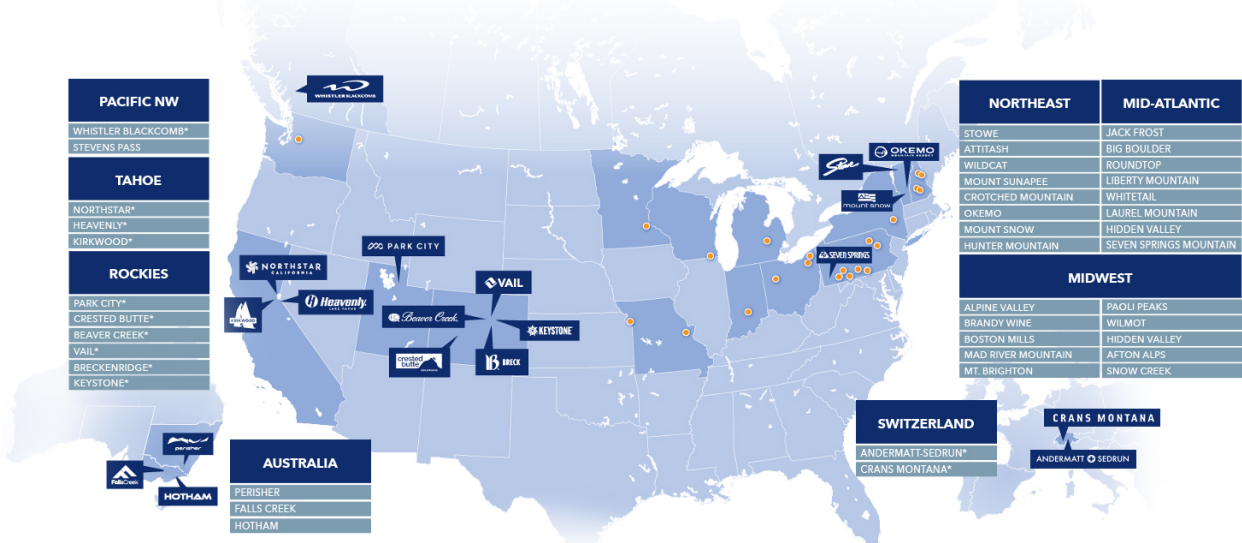 PACIFIC NW
WHISTLER BLACKCOMB*
STEVENS PASS
TAHOE
NORTHSTAR*
HEAVENLY*
KIRKWOOD*
ROCKIES
PARK CITY*
CRESTED BUTTE*
BEAVER CREEK*
VAIL*
BRECKENRIDGE*
KEYSTONE*
WHISTLER BLACKCOMB
PARK CITY
NORTHSTAR
CALIFORNIA
Heavenly
LAKE TAHOE
KIRKWOOD
VAIL
Beaver Creek
KEYSTONE
crested
butte
COLORADO
BRECK
perisher
FallsCreek
HOTHAM
AUSTRALIA
PERISHER
FALLS CREEK
HOTHAM
Stowe
OKEMO
MOUNTAIN RESORT
mount snow
SEVEN SPRINGS
NORTHEAST
STOWE
ATTITASH
WILDCAT
MOUNT SUNAPEE
CROTCHED MOUNTAIN
OKEMO
MOUNT SNOW
HUNTER MOUNTAIN
MID-ATLANTIC
JACK FROST
BIG BOULDER
ROUNDTOP
LIBERTY MOUNTAIN
WHITETAIL
LAUREL MOUNTAIN
HIDDEN VALLEY
SEVEN SPRINGS MOUNTAIN
MIDWEST
ALPINE VALLEY
BRANDY WINE
BOSTON MILLS
MAD RIVER MOUNTAIN
MT. BRIGHTON
PAOLI PEAKS
WILMOT
HIDDEN VALLEY
AFTON ALPS
SNOW CREEK
SWITZERLAND
ANDERMATT-SEDRUN*
CRANS MONTANA*
CRANS MONTANA
ANDERMATT SEDRUN